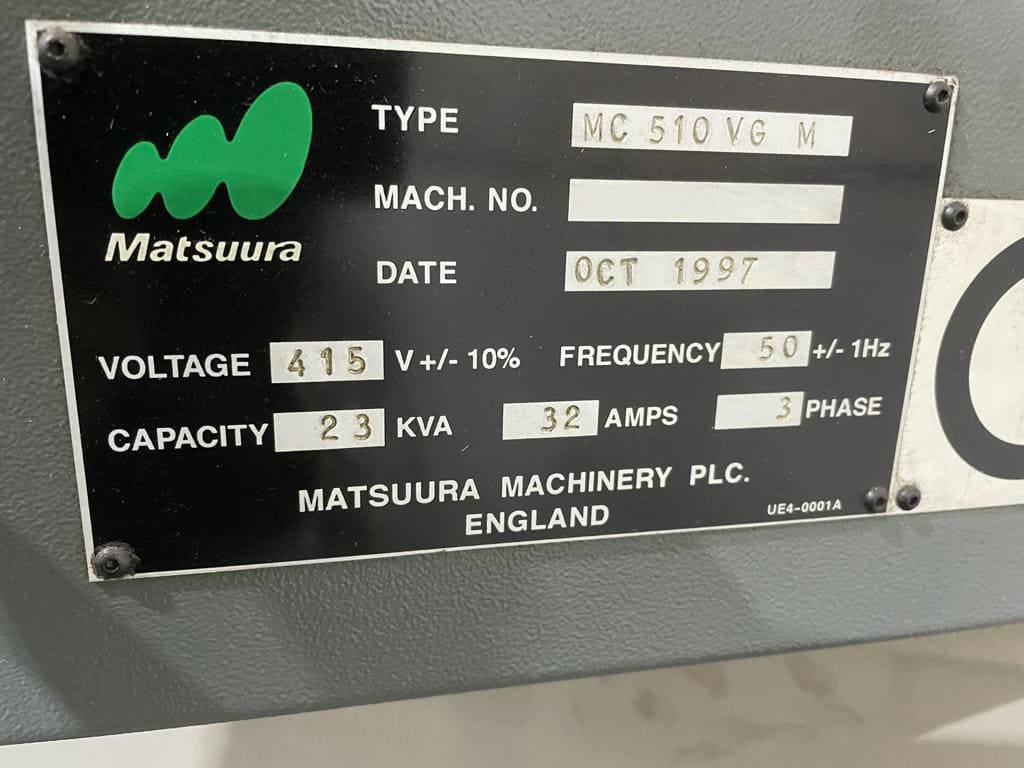 Matsuura
TYPE MC 510 VG M
MACH. NO.
DATE OCT 1997
VOLTAGE 415 V +/- 10% FREQUENCY 50 +/- 1Hz
CAPACITY 23 KVA 32 AMPS 3 PHASE
MATSUURA MACHINERY PLC.
ENGLAND
UE4-0001A